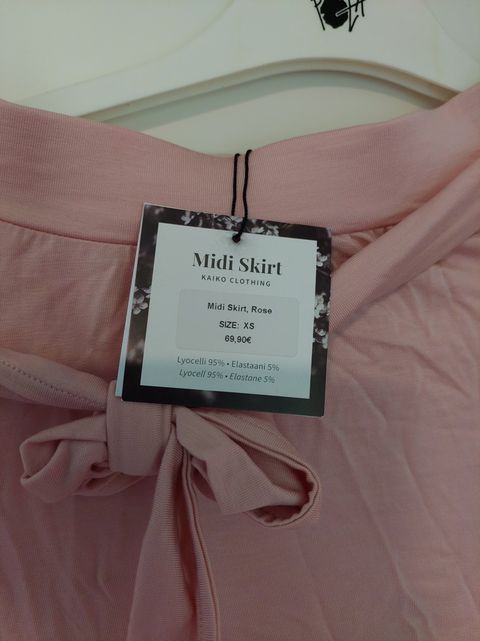 Midi Skirt
KAIKO CLOTHING
Midi Skirt, Rose
SIZE: XS
69,90€
Lyocelli 95% • Elastaani 5%
Lyocell 95% • Elastane 5%